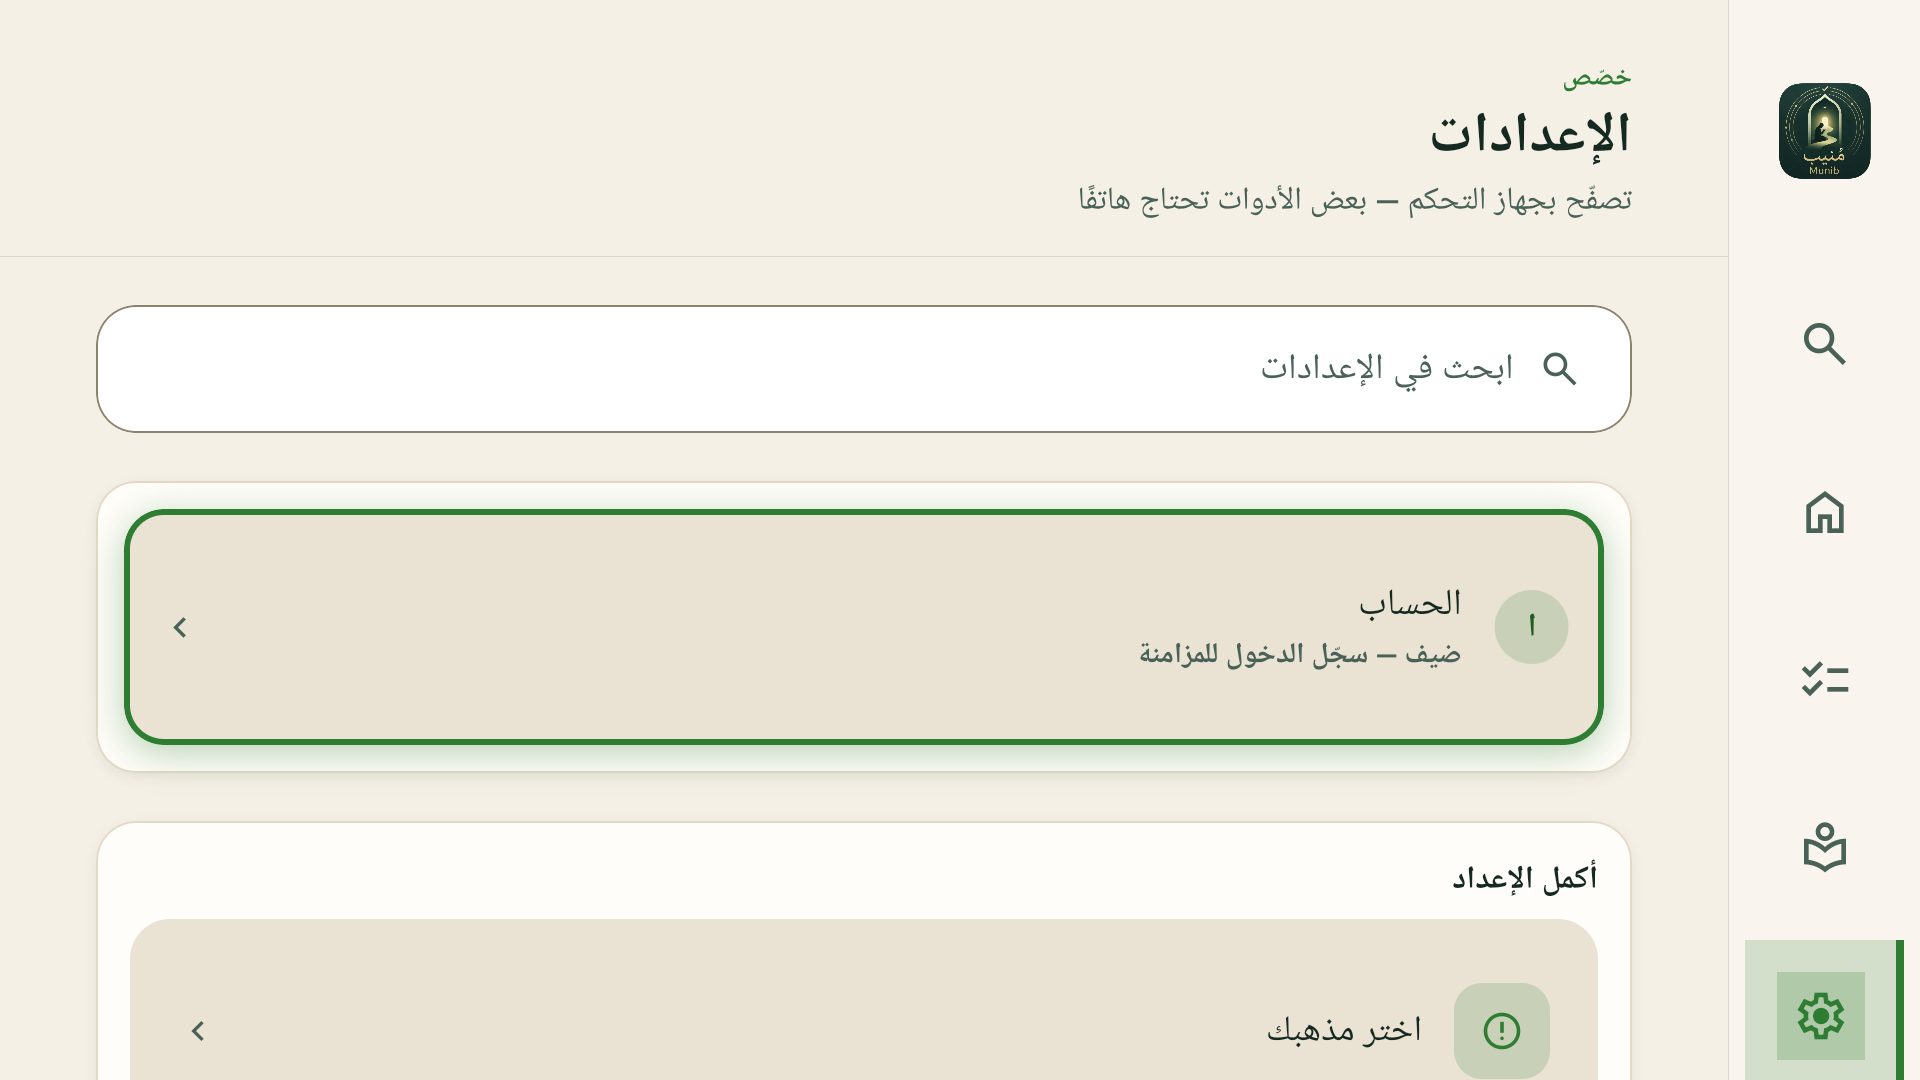 خصّص
الإعدادات
تصفّح بجهاز التحكم — بعض الأدوات تحتاج هاتفًا
مُنيب
Munib
ابحث في الإعدادات
ا
الحساب
ضيف — سجّل الدخول للمزامنة
أكمل الإعداد
اختر مذهبك